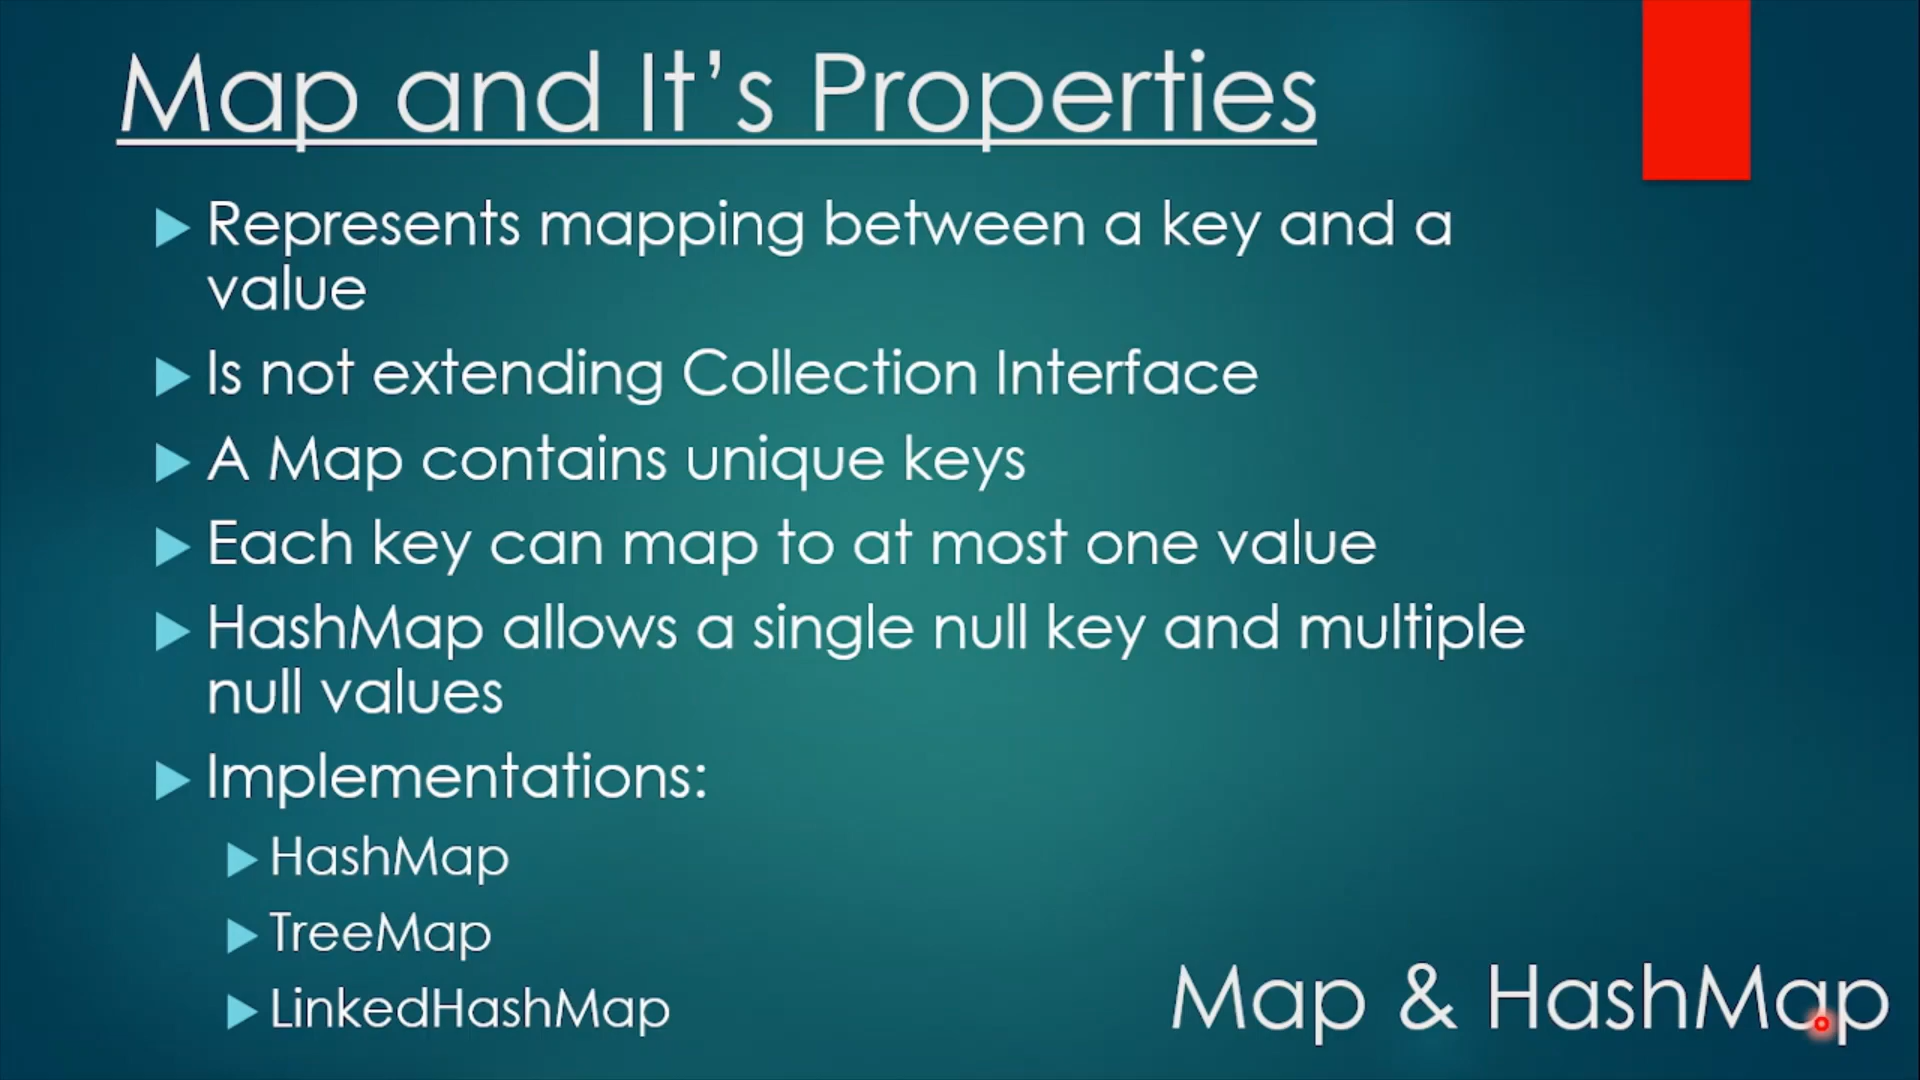 Map and It’s Properties
Represents mapping between a key and a
value
Is not extending Collection Interface
A Map contains unique keys
Each key can map to at most one value
HashMap allows a single null key and multiple
null values
Implementations:
HashMap
TreeMap
LinkedHashMap
Map & HashMap